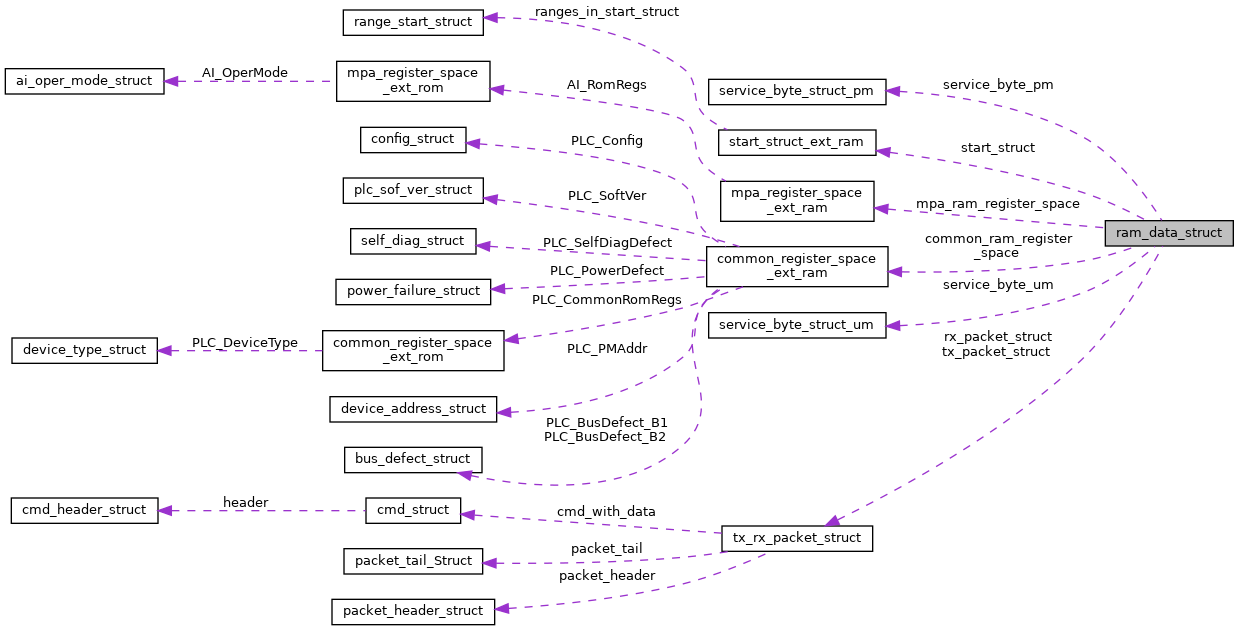 range_start_struct
ranges_in_start_struct
ai_oper_mode_struct
AI_OperMode
mpa_register_space
_ext_rom
AI_RomRegs
service_byte_struct_pm
service_byte_pm
config_struct
PLC_Config
start_struct_ext_ram
start_struct
plc_sof_ver_struct
PLC_SoftVer
mpa_register_space
_ext_ram
mpa_ram_register_space
ram_data_struct
self_diag_struct
PLC_SelfDiagDefect
common_register_space
_ext_ram
common_ram_register
_space
power_failure_struct
PLC_PowerDefect
service_byte_um
PLC_CommonRomRegs
service_byte_struct_um
device_type_struct
PLC_DeviceType
common_register_space
_ext_rom
PLC_PMAddr
rx_packet_struct
tx_packet_struct
device_address_struct
PLC_BusDefect_B1
PLC_BusDefect_B2
bus_defect_struct
cmd_header_struct
header
cmd_struct
cmd_with_data
tx_rx_packet_struct
packet_tail_Struct
packet_tail
packet_header_struct
packet_header